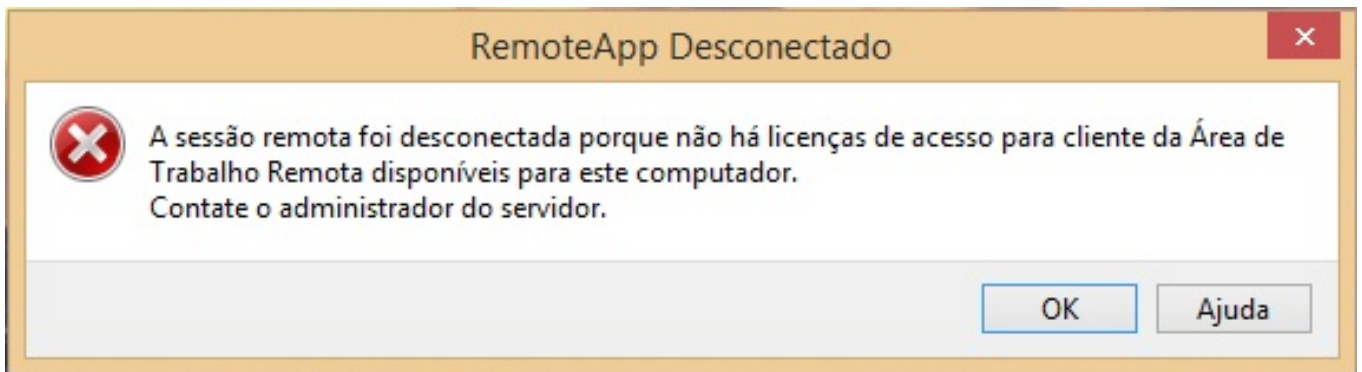 RemoteApp Desconectado
A sessão remota foi desconectada porque não há licenças de acesso para cliente da Área de
Trabalho Remota disponíveis para este computador.
Contate o administrador do servidor.
OK
Ajuda